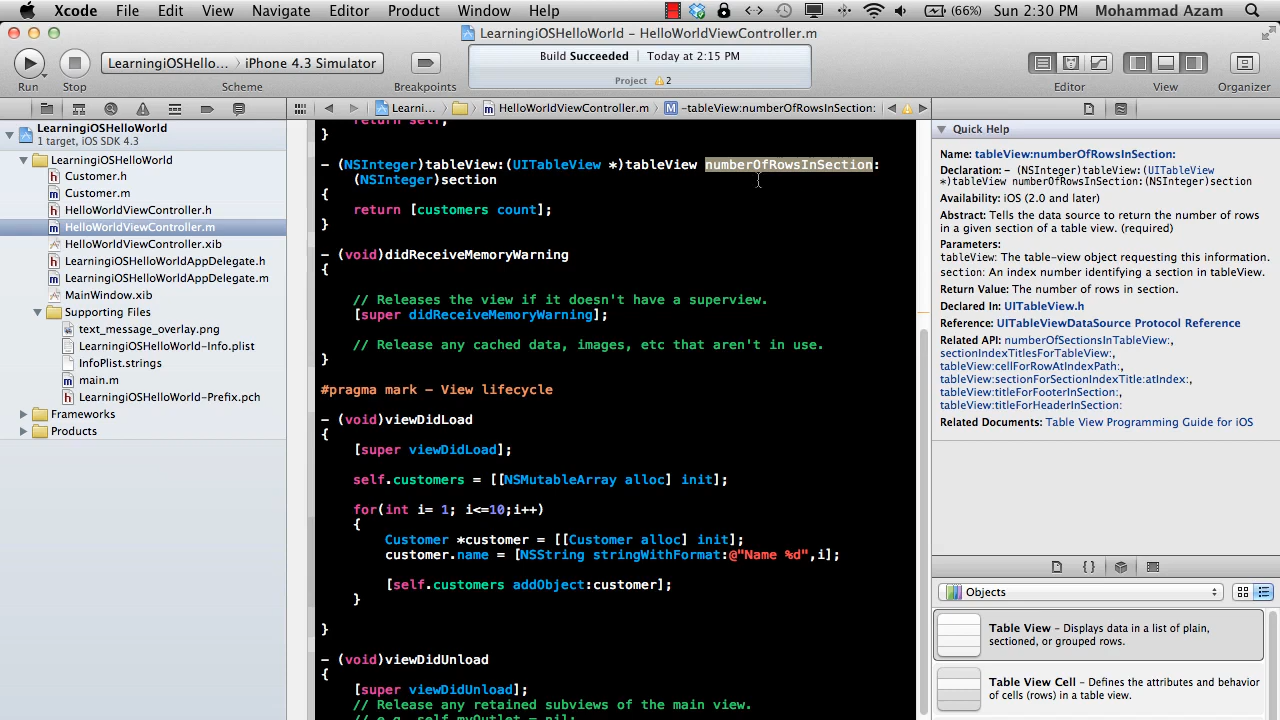 Xcode File Edit View Navigate Editor Product Window Help (66%) Sun 2:30 PM Mohammad Azam
LearningiOSHelloWorld - HelloWorldViewController.m
LearningiOSHello... iPhone 4.3 Simulator
Build Succeeded Today at 2:15 PM
Project 2
Run Stop Scheme Breakpoints Editor View Organizer
Learni... HelloWorldViewController.m M -tableView:numberOfRowsInSection:
LearningiOSHelloWorld
1 target, iOS SDK 4.3
LearningiOSHelloWorld
h Customer.h
m Customer.m
h HelloWorldViewController.h
m HelloWorldViewController.m
HelloWorldViewController.xib
h LearningiOSHelloWorldAppDelegate.h
m LearningiOSHelloWorldAppDelegate.m
MainWindow.xib
Supporting Files
text_message_overlay.png
LearningiOSHelloWorld-Info.plist
InfoPlist.strings
m main.m
h LearningiOSHelloWorld-Prefix.pch
Frameworks
Products
return self;
}
- (NSInteger)tableView:(UITableView *)tableView numberOfRowsInSection:
(NSInteger)section
{
return [customers count];
}
- (void)didReceiveMemoryWarning
{
// Releases the view if it doesn't have a superview.
[super didReceiveMemoryWarning];
// Release any cached data, images, etc that aren't in use.
}
#pragma mark - View lifecycle
- (void)viewDidLoad
{
[super viewDidLoad];
self.customers = [[NSMutableArray alloc] init];
for(int i= 1; i<=10;i++)
{
Customer *customer = [[Customer alloc] init];
customer.name = [NSString stringWithFormat:@"Name %d",i];
[self.customers addObject:customer];
}
}
- (void)viewDidUnload
{
[super viewDidUnload];
// Release any retained subviews of the main view.
// e.g. self.myOutlet = nil;
Quick Help
Name: tableView:numberOfRowsInSection:
Declaration: - (NSInteger)tableView:(UITableView
*)tableView numberOfRowsInSection:(NSInteger)section
Availability: iOS (2.0 and later)
Abstract: Tells the data source to return the number of rows
in a given section of a table view. (required)
Parameters:
tableView: The table-view object requesting this information.
section: An index number identifying a section in tableView.
Return Value: The number of rows in section.
Declared In: UITableView.h
Reference: UITableViewDataSource Protocol Reference
Related API: numberOfSectionsInTableView:,
sectionIndexTitlesForTableView:,
tableView:cellForRowAtIndexPath:,
tableView:sectionForSectionIndexTitle:atIndex:,
tableView:titleForFooterInSection:,
tableView:titleForHeaderInSection:
Related Documents: Table View Programming Guide for iOS
{ }
Objects
Table View - Displays data in a list of plain,
sectioned, or grouped rows.
Table View Cell - Defines the attributes and behavior
of cells (rows) in a table view.